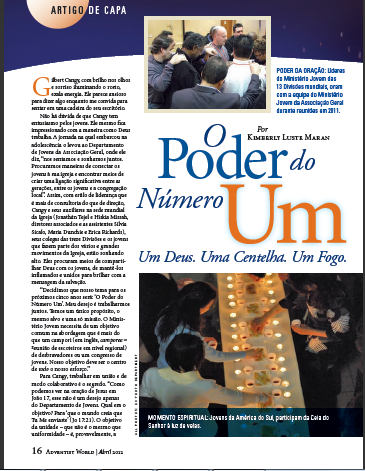 ARTIGO DE CAPA
PODER DA ORAÇÃO: Líderes
do Ministério Jovem das
13 Divisões mundiais, oram
com a equipe do Ministério
Jovem da Associação Geral
durante reuniões em 2011.
Por
KIMBERLY LUSTE MARAN
O
Poder do
Número
Um
Um Deus. Uma Centelha. Um Fogo.
Gilbert Cangy, com brilho nos olhos
e sorriso iluminando o rosto,
exala energia. Ele parece ansioso
para dizer algo enquanto me convida para
sentar em uma cadeira do seu escritório
Não há dúvida de que Cangy tem
entusiasmo pelos jovens. Ele mesmo fica
impressionado com a maneira como Deus
trabalha. A jornada na qual embarcou na
adolescência o levou ao Departamento
de Jovens da Associação Geral, onde ele
diz, "nos sentamos e sonhamos juntos.
Procuramos maneiras de conectar os
jovens à sua igreja e encontrar meios de
criar uma ligação significativa entre as
gerações, entre os jovens e a congregação
local". Assim, com estilo de liderança que
é mais de consultoria do que de direção,
Cangy e seus auxiliares na sede mundial
da Igreja (Jonathan Tejel e Hiskia Missah,
diretores associados e as assistentes Silvia
Sicalo, Maria Dunchie e Erica Richards),
seus colegas das treze Divisões e os jovens
que fazem parte dos vários e grandes
movimentos da Igreja, estão sonhando
alto. Eles procuram meios de comparti-
lhar Deus com os jovens, de mantê-los
inflamados e unidos para brilhar com a
mensagem da salvação.
"Decidimos que nosso tema para os
próximos cinco anos será: 'O Poder do
Número Um'. Meu desejo é trabalharmos
juntos. Temos um único propósito, o
mesmo alvo e uma só missão. O Minis-
tério Jovem necessita de um objetivo
comum na abordagem que é mais do
que um campori (em inglês, camporee =
Reunião de escoteiros em nível regional)
de desbravadores ou um congresso de
jovens. Nosso objetivo deve ser o centro
de todo o nosso esforço."
Para Cangy, trabalhar em união e de
modo colaborativo é o segredo. "Como
podemos ver na oração de Jesus em
João 17, esse não é um desejo apenas
do Departamento de Jovens. Qual era o
objetivo? Para 'que o mundo creia que
Tu Me enviaste' (Jo 17:21). O objetivo
da unidade – que não é o mesmo que
uniformidade – é, provavelmente, a
MOMENTO ESPIRITUAL: Jovens da América do Sul, participam da Ceia do
Senhor à luz de velas.
16 ADVENTIST WORLD | Abril 2012